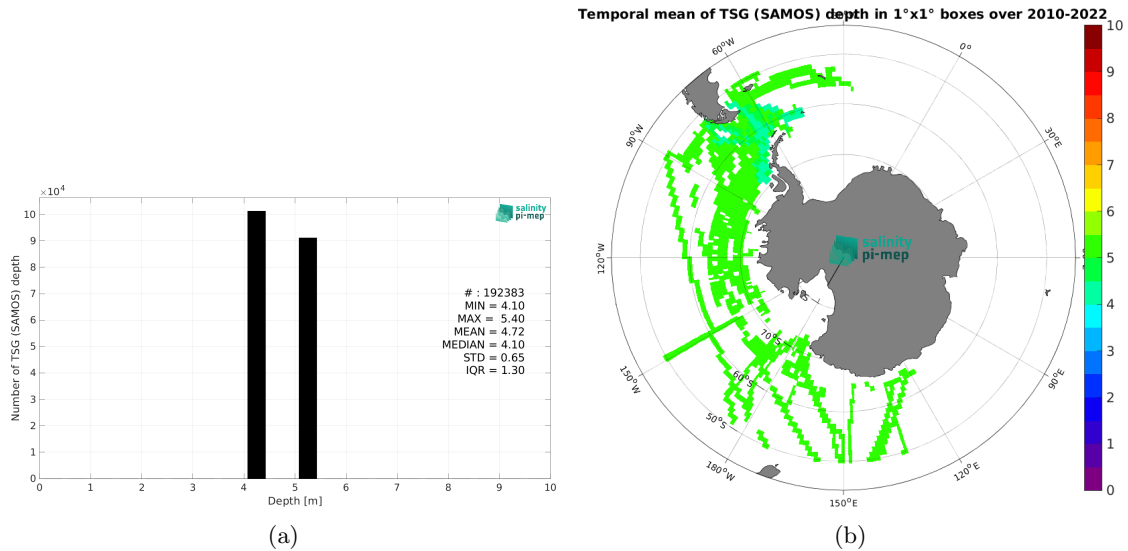 ×10⁴
10
9
8
7
6
5
4
3
2
1
0
Number of TSG (SAMOS) depth
0 1 2 3 4 5 6 7 8 9 10
Depth [m]
salinity
pi-mep
# : 192383
MIN = 4.10
MAX = 5.40
MEAN = 4.72
MEDIAN = 4.10
STD = 0.65
IQR = 1.30
(a)
Temporal mean of TSG (SAMOS) depth in 1°x1° boxes over 2010-2022
60°W
0°
30°E
90°W
120°W
150°W
180°W
150°E
120°E
90°E
70°S
60°S
50°S
salinity
pi-mep
10
9
8
7
6
5
4
3
2
1
0
(b)